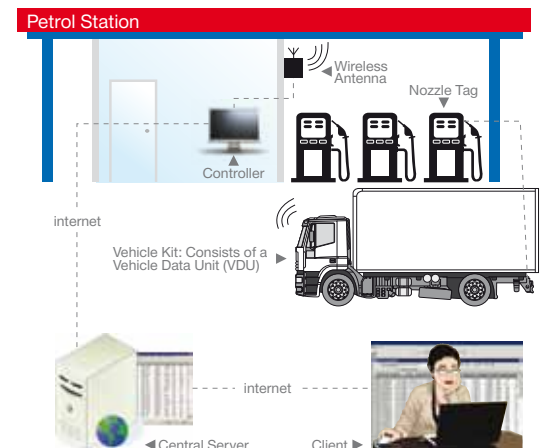 Petrol Station
Wireless
Antenna
Nozzle Tag
Controller
internet
Vehicle Kit: Consists of a
Vehicle Data Unit (VDU)
internet
Central Server
Client